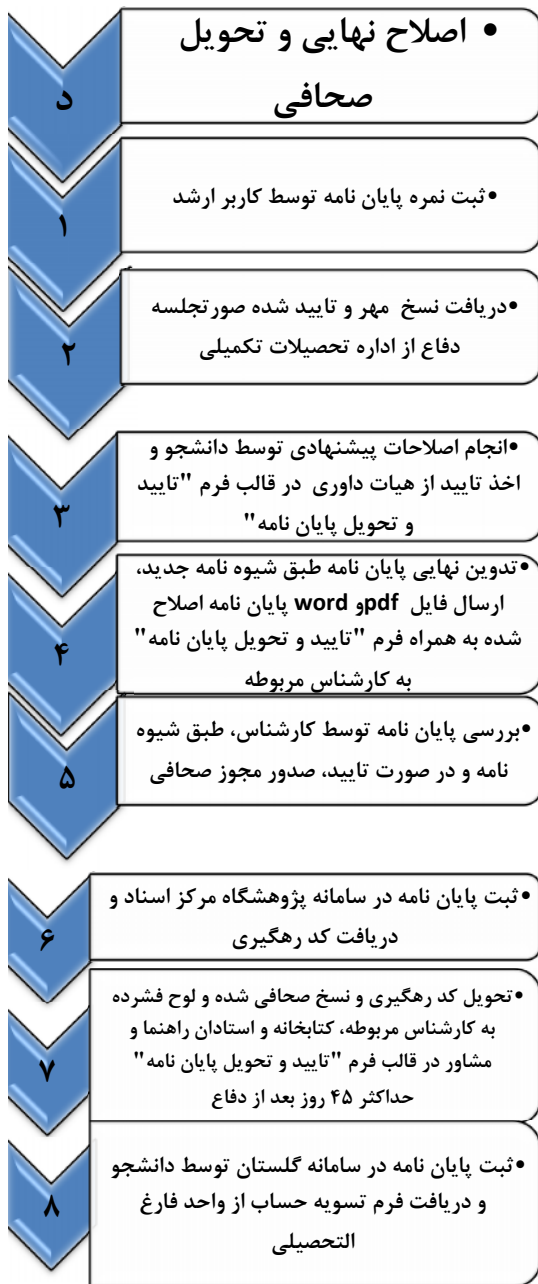 د
• اصلاح نهایی و تحویل
صحافی
۱
•ثبت نمره پایان نامه توسط کاربر ارشد
۲
•دریافت نسخ مهر و تایید شده صورتجلسه
دفاع از اداره تحصیلات تکمیلی
۳
•انجام اصلاحات پیشنهادی توسط دانشجو و
اخذ تایید از هیات داوری در قالب فرم "تایید
و تحویل پایان نامه"
۴
•تدوین نهایی پایان نامه طبق شیوه نامه جدید،
ارسال فایل pdfو word پایان نامه اصلاح
شده به همراه فرم "تایید و تحویل پایان نامه"
به کارشناس مربوطه
۵
•بررسی پایان نامه توسط کارشناس، طبق شیوه
نامه و در صورت تایید، صدور مجوز صحافی
۶
•ثبت پایان نامه در سامانه پژوهشگاه مرکز اسناد و
دریافت کد رهگیری
۷
•تحویل کد رهگیری و نسخ صحافی شده و لوح فشرده
به کارشناس مربوطه، کتابخانه و استادان راهنما و
مشاور در قالب فرم "تایید و تحویل پایان نامه"
حداکثر ۴۵ روز بعد از دفاع
۸
•ثبت پایان نامه در سامانه گلستان توسط دانشجو
و دریافت فرم تسویه حساب از واحد فارغ
التحصیلی